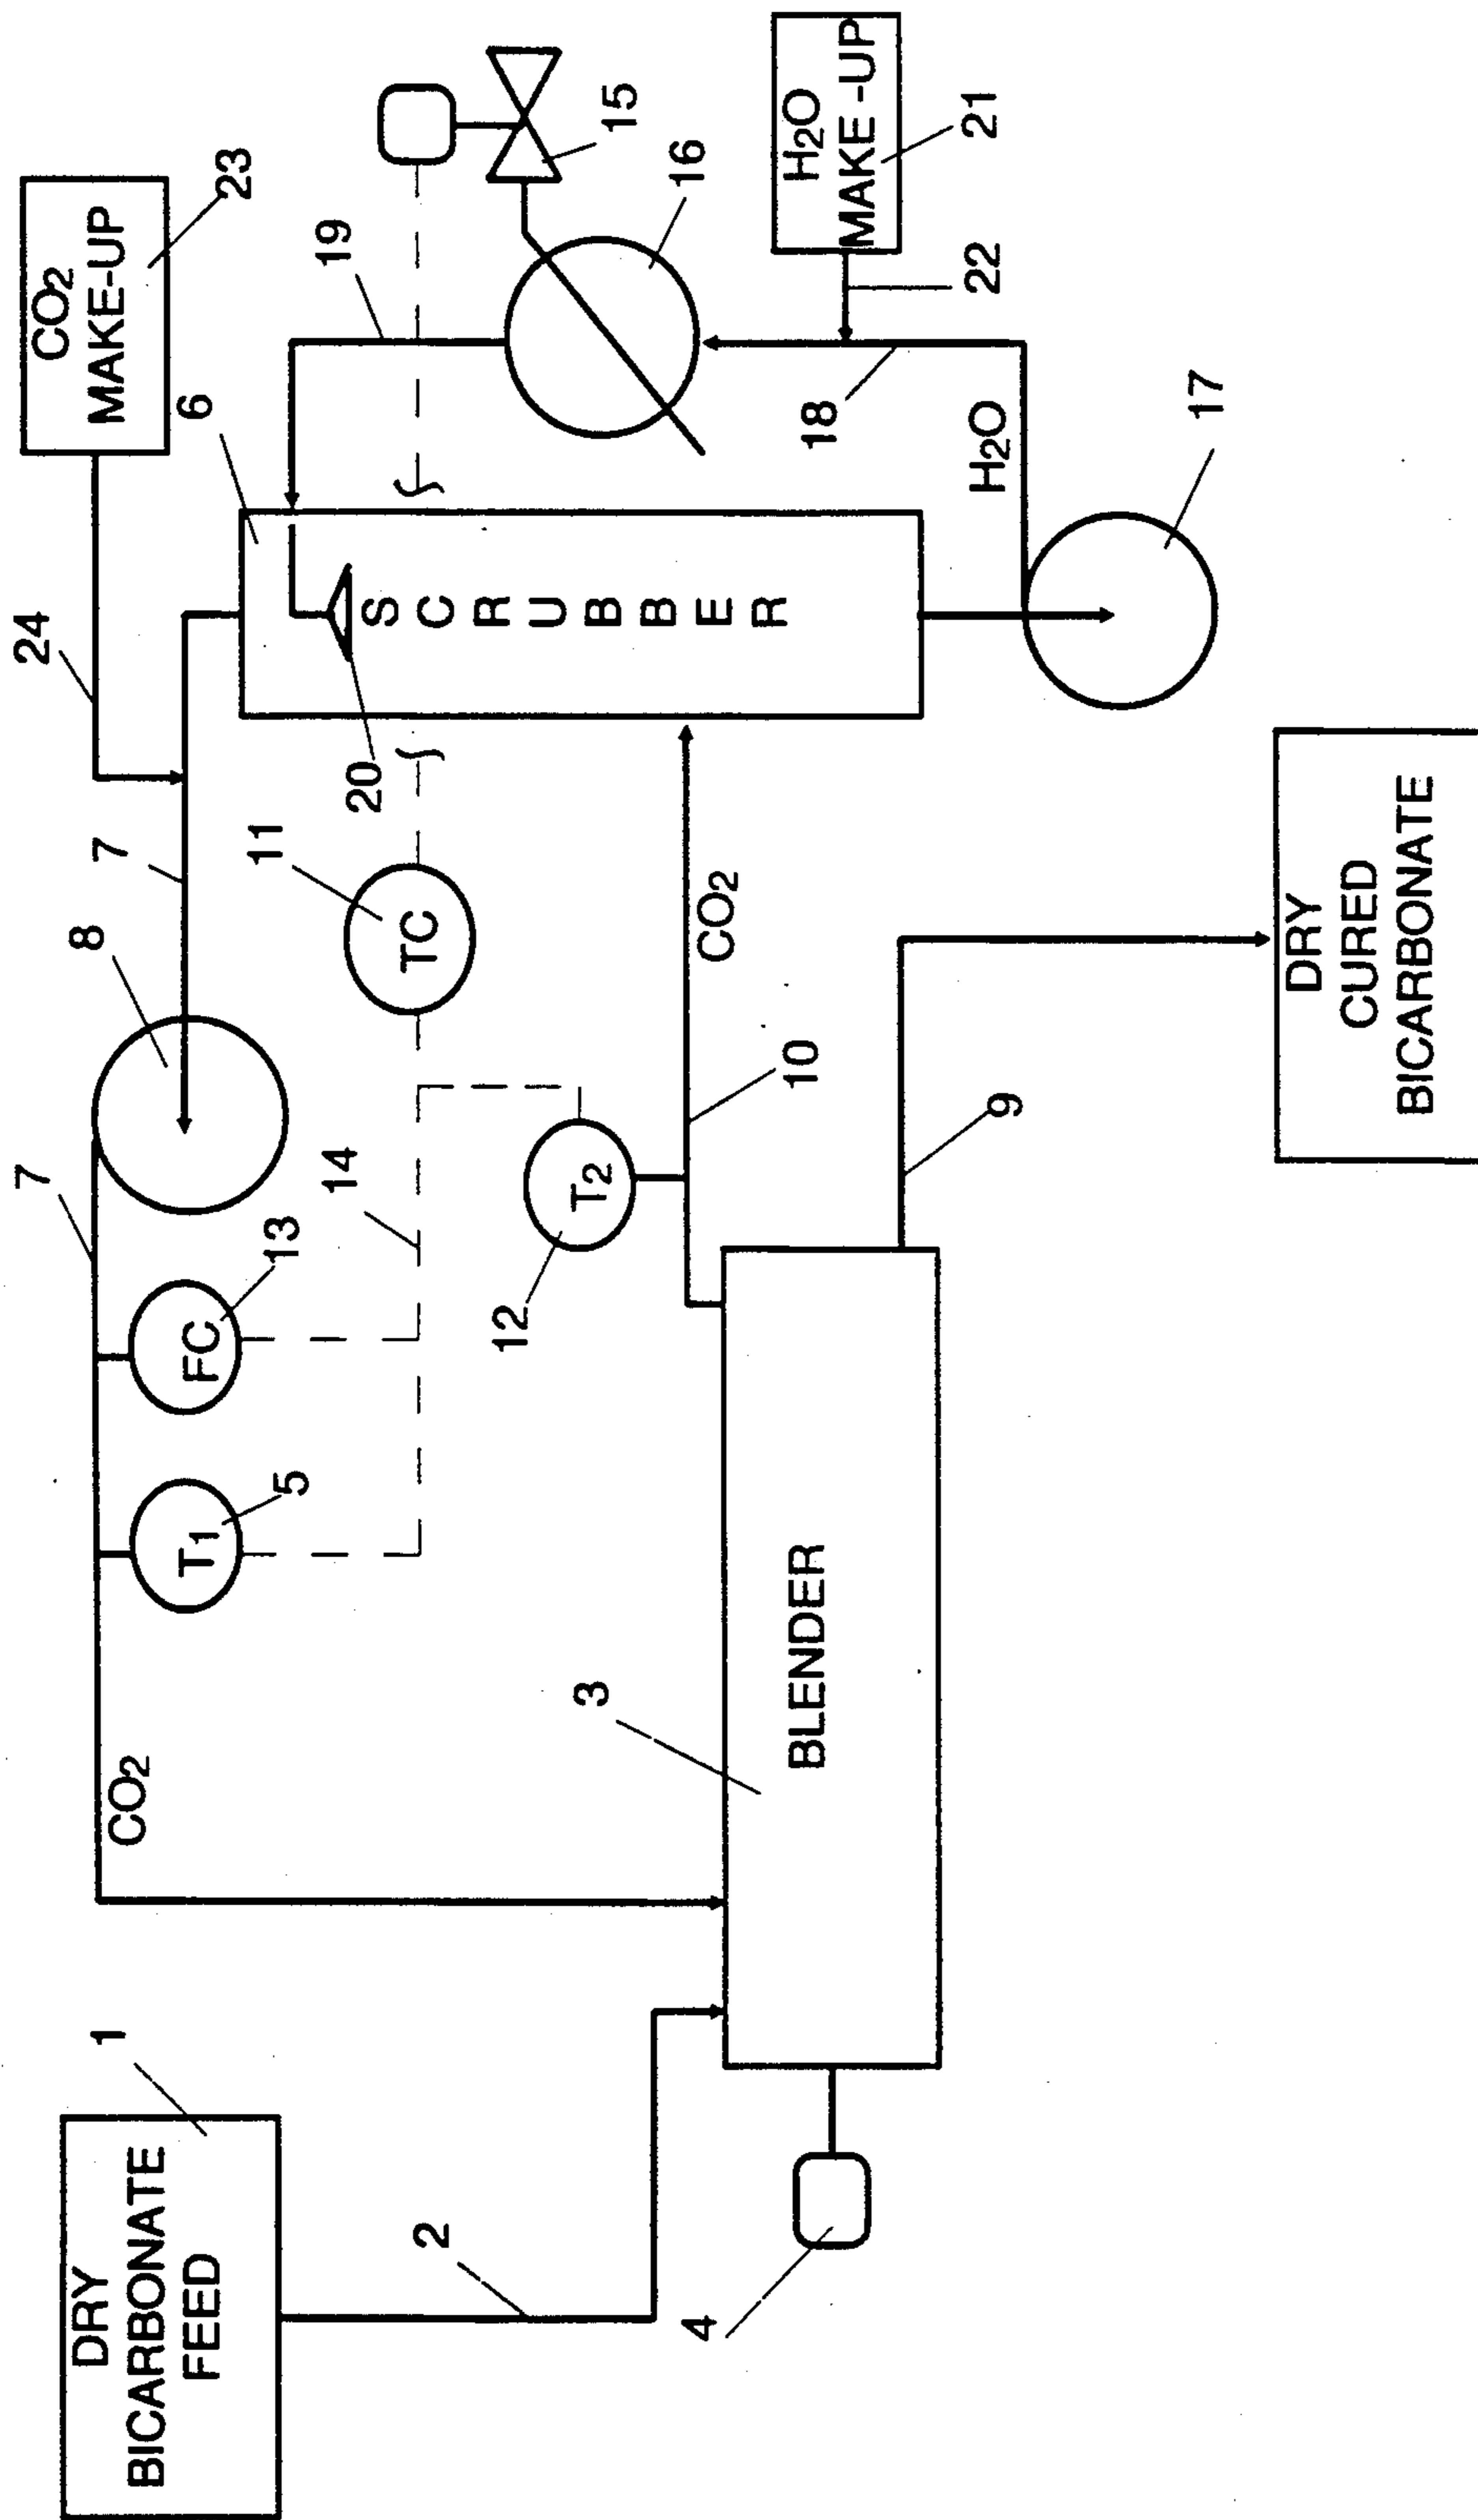 DRY
BICARBONATE
FEED
1
2
4
CO2
3
BLENDER
T1
5
FC
13
7
14
12
T2
8
7
11
TC
20
10
CO2
9
DRY
CURED
BICARBONATE
24
CO2
MAKE-UP
23
6
SCRUBBER
19
15
16
H2O
MAKE-UP
21
22
18
H2O
17